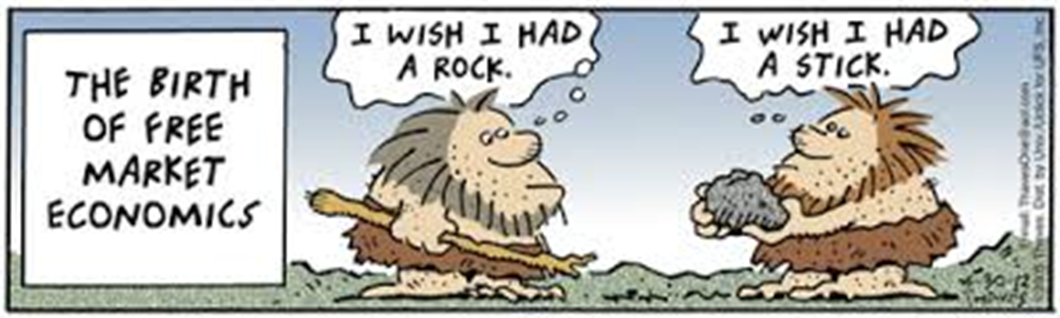 THE BIRTH
OF FREE
MARKET
ECONOMICS
I WISH I HAD
A ROCK.
I WISH I HAD
A STICK.